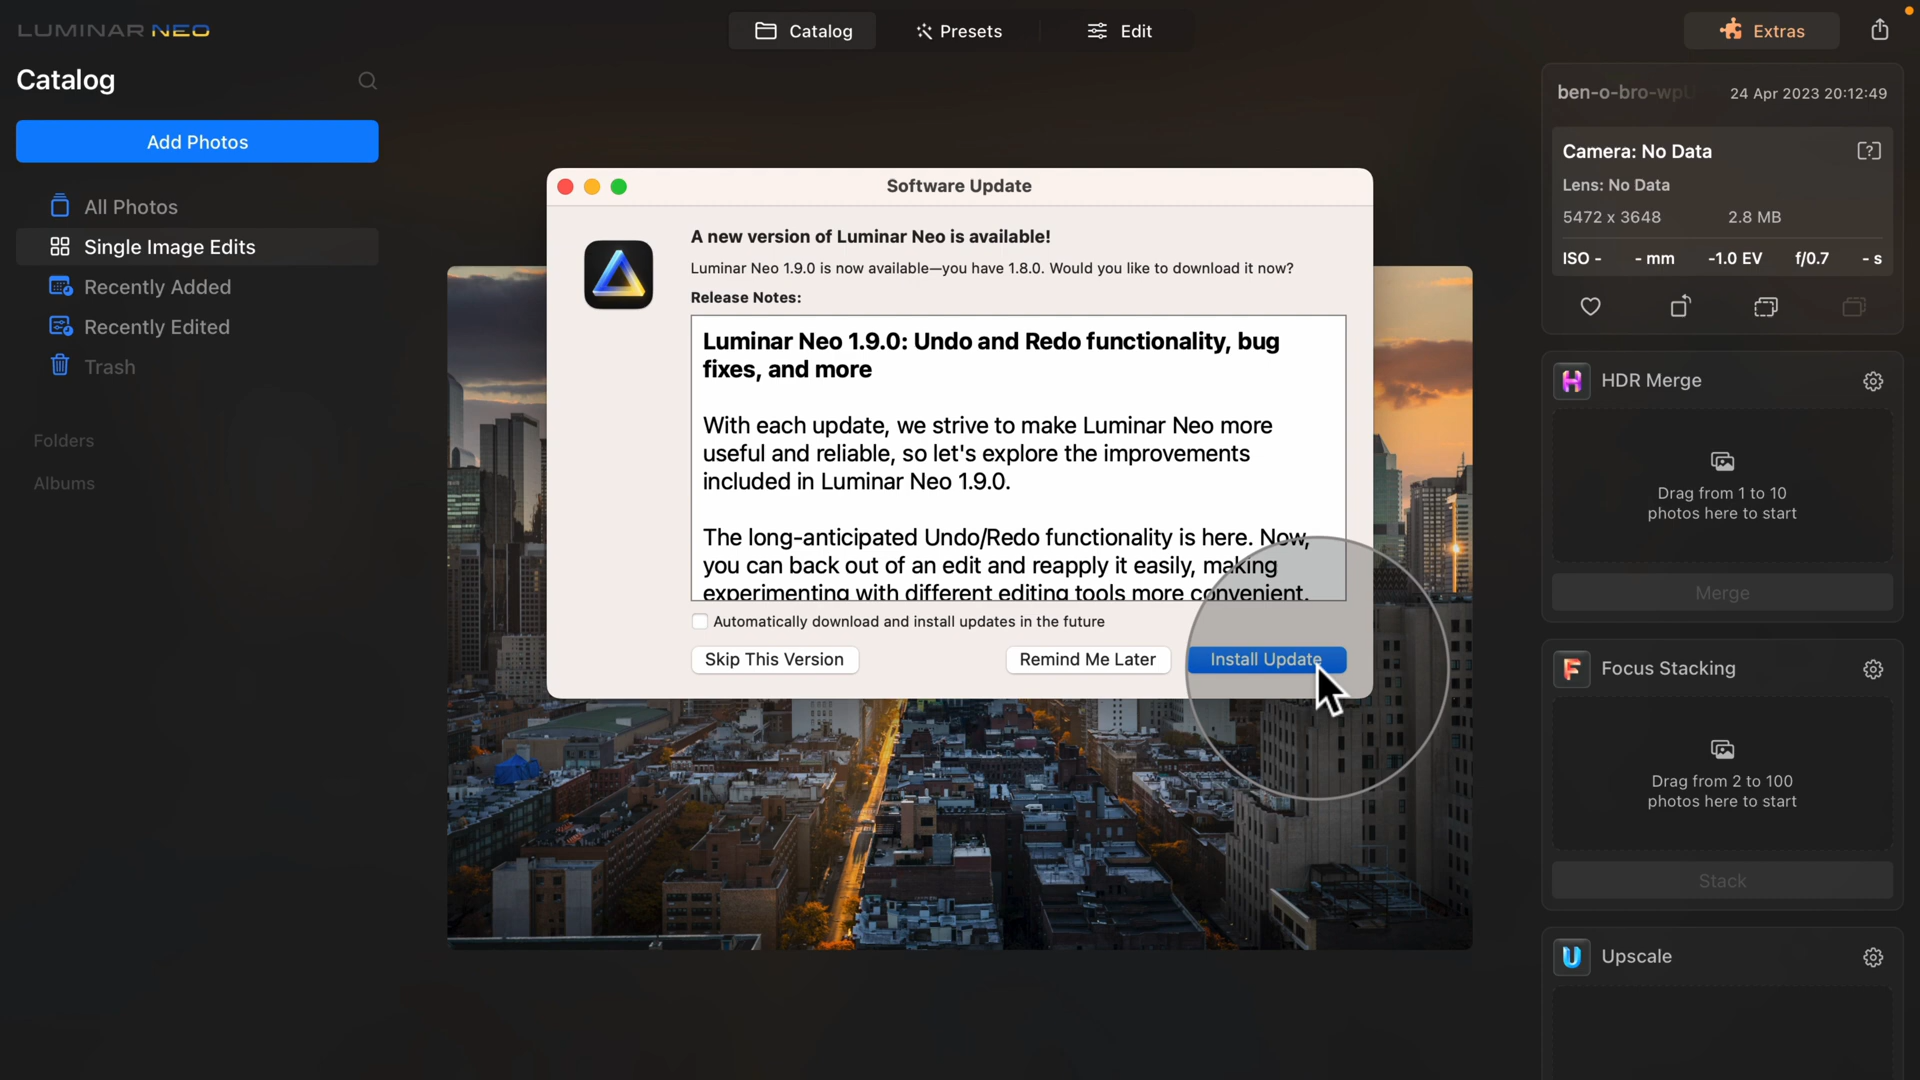 LUMINAR NEO
Catalog
Presets
Edit
Extras
Catalog
Add Photos
All Photos
Single Image Edits
Recently Added
Recently Edited
Trash
Folders
Albums
Software Update
A new version of Luminar Neo is available!
Luminar Neo 1.9.0 is now available—you have 1.8.0. Would you like to download it now?
Release Notes:
Luminar Neo 1.9.0: Undo and Redo functionality, bug
fixes, and more
With each update, we strive to make Luminar Neo more
useful and reliable, so let's explore the improvements
included in Luminar Neo 1.9.0.
The long-anticipated Undo/Redo functionality is here. Now,
you can back out of an edit and reapply it easily, making
experimenting with different editing tools more convenient.
Automatically download and install updates in the future
Skip This Version
Remind Me Later
Install Update
ben-o-bro-wpU 24 Apr 2023 20:12:49
Camera: No Data
Lens: No Data
5472 x 3648 2.8 MB
ISO - - mm -1.0 EV f/0.7 - s
HDR Merge
Drag from 1 to 10
photos here to start
Merge
Focus Stacking
Drag from 2 to 100
photos here to start
Stack
Upscale